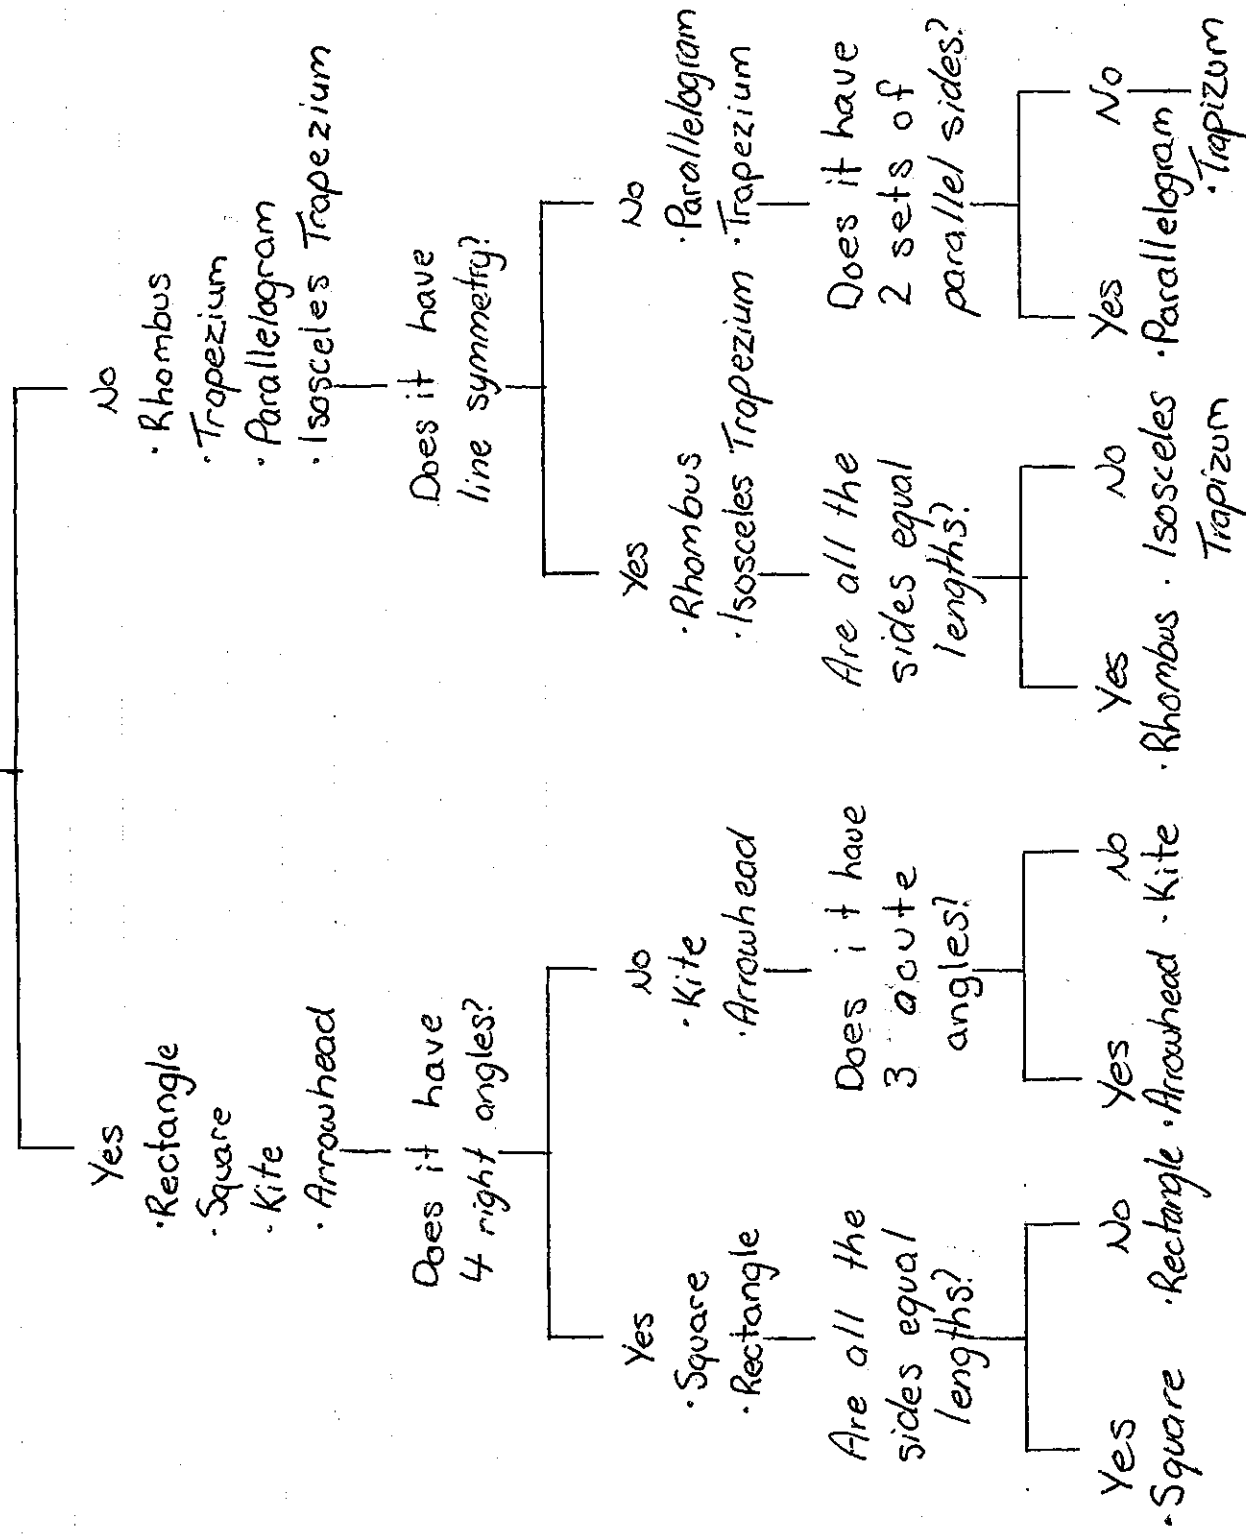 Yes
·Rectangle
·Square
·Kite
·Arrowhead
No
·Rhombus
·Trapezium
·Parallelogram
·Isosceles Trapezium
Does it have
4 right angles?
Does it have
line symmetry?
Yes
·Square
·Rectangle
No
·Kite
·Arrowhead
Yes
·Rhombus
·Isosceles Trapezium
No
·Parallelogram
·Trapezium
Are all the
sides equal
lengths?
Does it have
3 acute
angles?
Are all the
sides equal
lengths?
Does it have
2 sets of
parallel sides?
Yes
·Square
No
·Rectangle
Yes
·Arrowhead
No
·Kite
Yes
·Rhombus
No
·Isosceles
Trapizum
Yes
·Parallelogram
No
·Trapizum